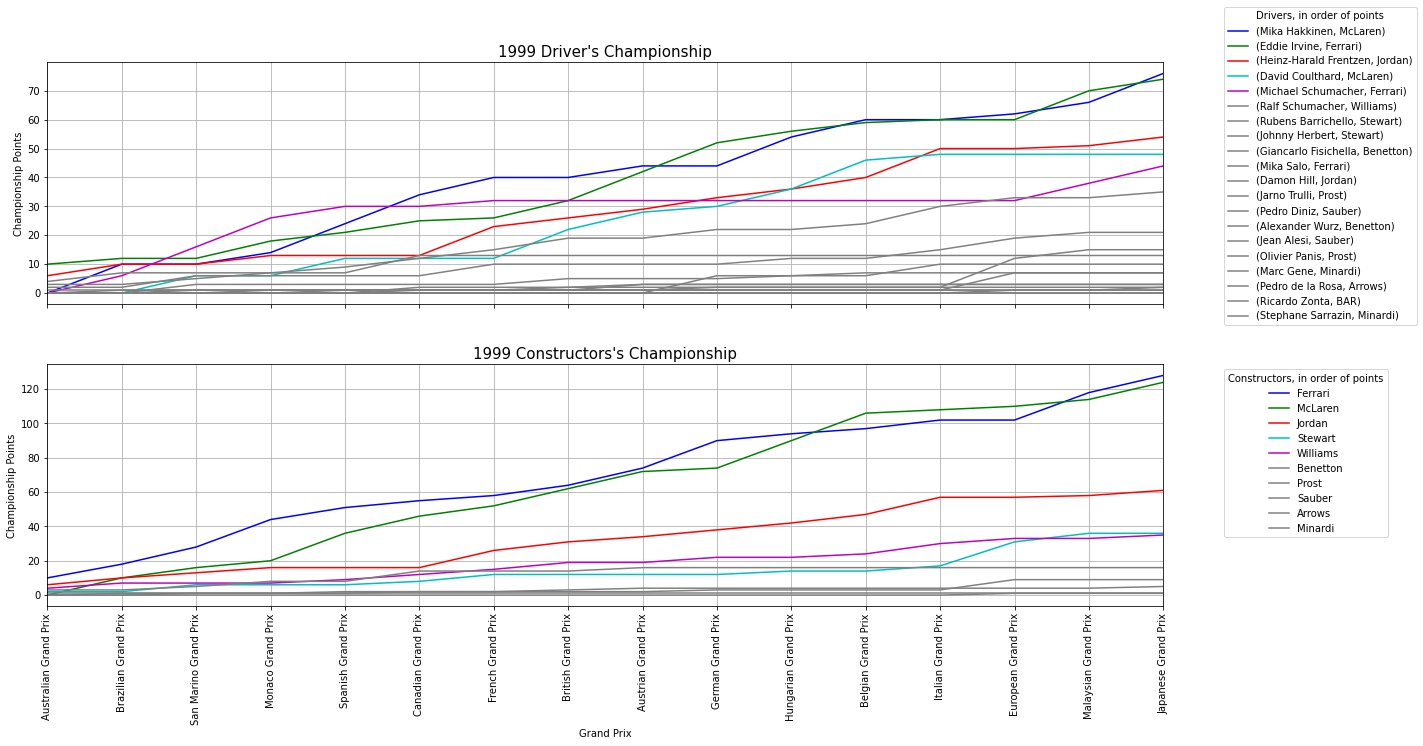 1999 Driver's Championship
Championship Points
70
60
50
40
30
20
10
0
Drivers, in order of points
(Mika Hakkinen, McLaren)
(Eddie Irvine, Ferrari)
(Heinz-Harald Frentzen, Jordan)
(David Coulthard, McLaren)
(Michael Schumacher, Ferrari)
(Ralf Schumacher, Williams)
(Rubens Barrichello, Stewart)
(Johnny Herbert, Stewart)
(Giancarlo Fisichella, Benetton)
(Mika Salo, Ferrari)
(Damon Hill, Jordan)
(Jarno Trulli, Prost)
(Pedro Diniz, Sauber)
(Alexander Wurz, Benetton)
(Jean Alesi, Sauber)
(Olivier Panis, Prost)
(Marc Gene, Minardi)
(Pedro de la Rosa, Arrows)
(Ricardo Zonta, BAR)
(Stephane Sarrazin, Minardi)
1999 Constructors's Championship
Championship Points
120
100
80
60
40
20
0
Australian Grand Prix
Brazilian Grand Prix
San Marino Grand Prix
Monaco Grand Prix
Spanish Grand Prix
Canadian Grand Prix
French Grand Prix
British Grand Prix
Austrian Grand Prix
German Grand Prix
Hungarian Grand Prix
Belgian Grand Prix
Italian Grand Prix
European Grand Prix
Malaysian Grand Prix
Japanese Grand Prix
Grand Prix
Constructors, in order of points
Ferrari
McLaren
Jordan
Stewart
Williams
Benetton
Prost
Sauber
Arrows
Minardi